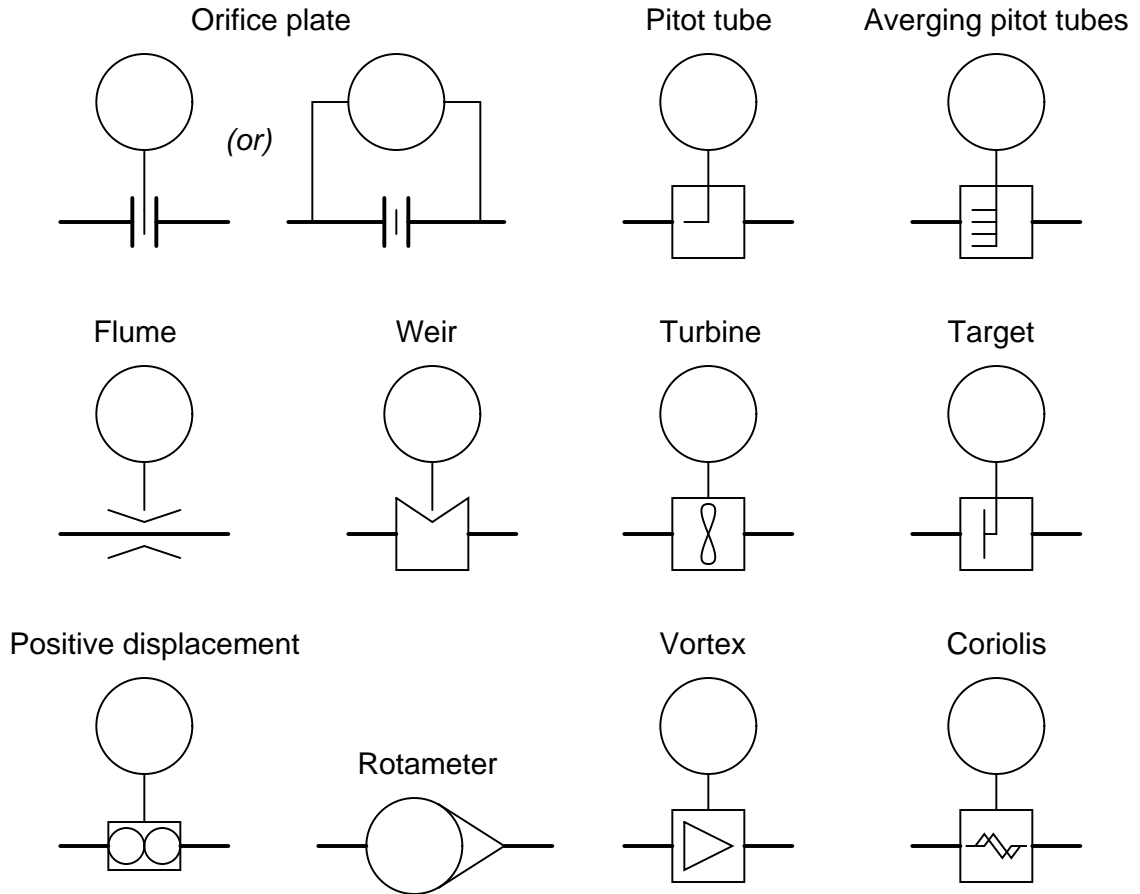 Orifice plate
Pitot tube
Averging pitot tubes
(or)
Flume
Weir
Turbine
Target
Positive displacement
Rotameter
Vortex
Coriolis